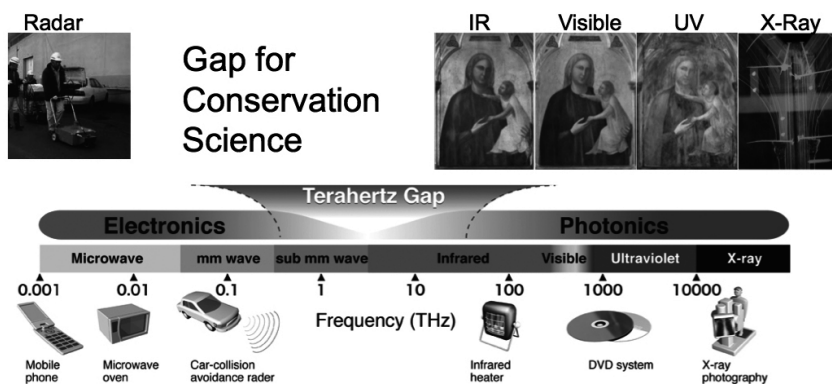 Radar
IR Visible UV X-Ray
Gap for
Conservation
Science
Terahertz Gap
Electronics
Photonics
Microwave mm wave sub mm wave Infrared Visible Ultraviolet X-ray
0.001 0.01 0.1 1 10 100 1000 10000
Frequency (THz)
Mobile
phone
Microwave
oven
Car-collision
avoidance rader
Infrared
heater
DVD system
X-ray
photography